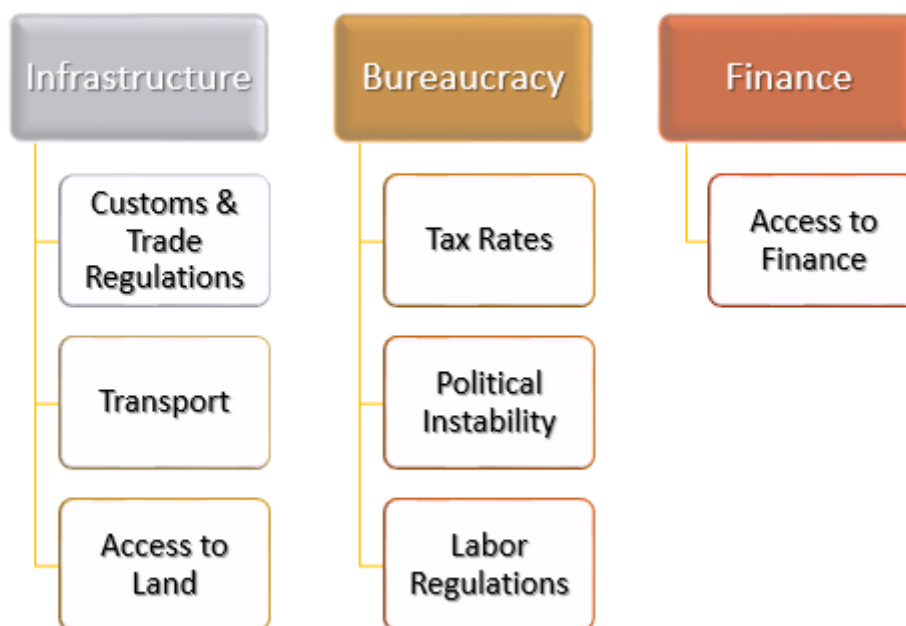 Infrastructure
Customs &
Trade
Regulations
Transport
Access to
Land
Bureaucracy
Tax Rates
Political
Instability
Labor
Regulations
Finance
Access to
Finance